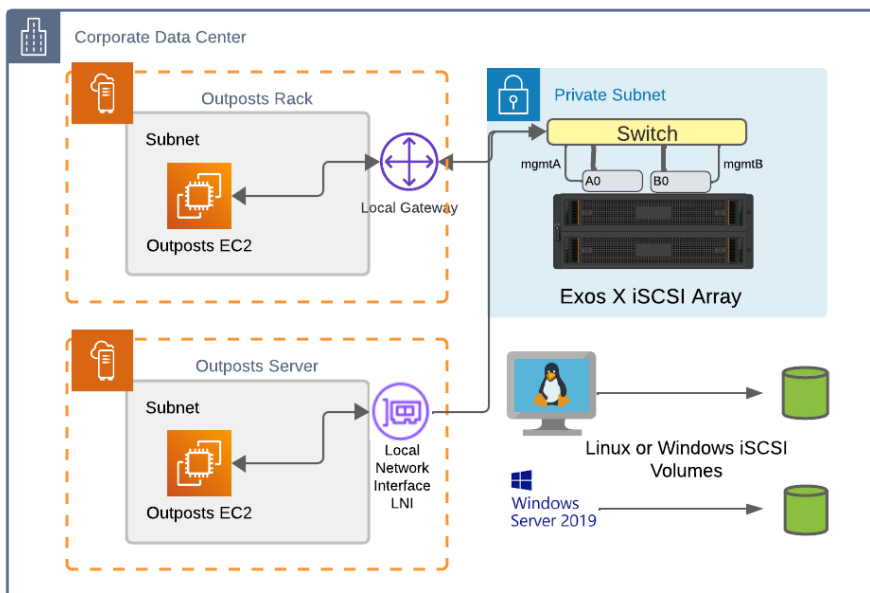 Corporate Data Center
Outposts Rack
Subnet
Outposts EC2
Local Gateway
Private Subnet
Switch
mgmtA
mgmtB
A0
B0
Exos X iSCSI Array
Outposts Server
Subnet
Outposts EC2
Local
Network
Interface
LNI
Linux or Windows iSCSI
Volumes
Windows
Server 2019